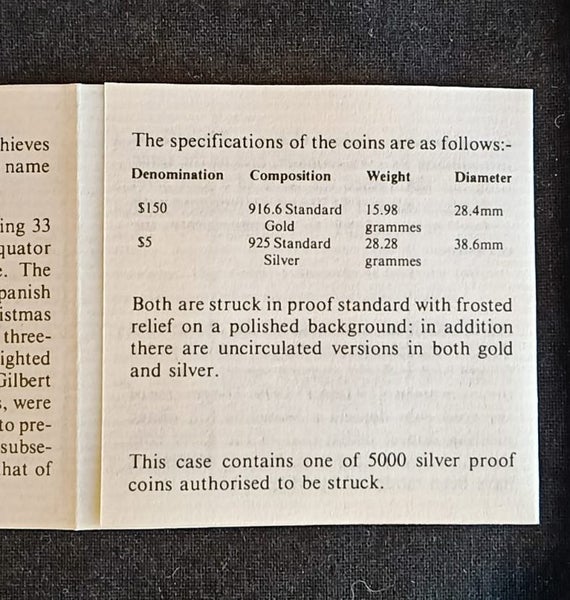 hieves
name
ing 33
quator
e. The
panish
istmas
three-
ighted
Gilbert
s, were
to pre-
subse-
hat of
The specifications of the coins are as follows:-
Denomination Composition Weight Diameter
$150 916.6 Standard 15.98 28.4mm
Gold grammes
$5 925 Standard 28.28 38.6mm
Silver grammes
Both are struck in proof standard with frosted
relief on a polished background: in addition
there are uncirculated versions in both gold
and silver.
This case contains one of 5000 silver proof
coins authorised to be struck.